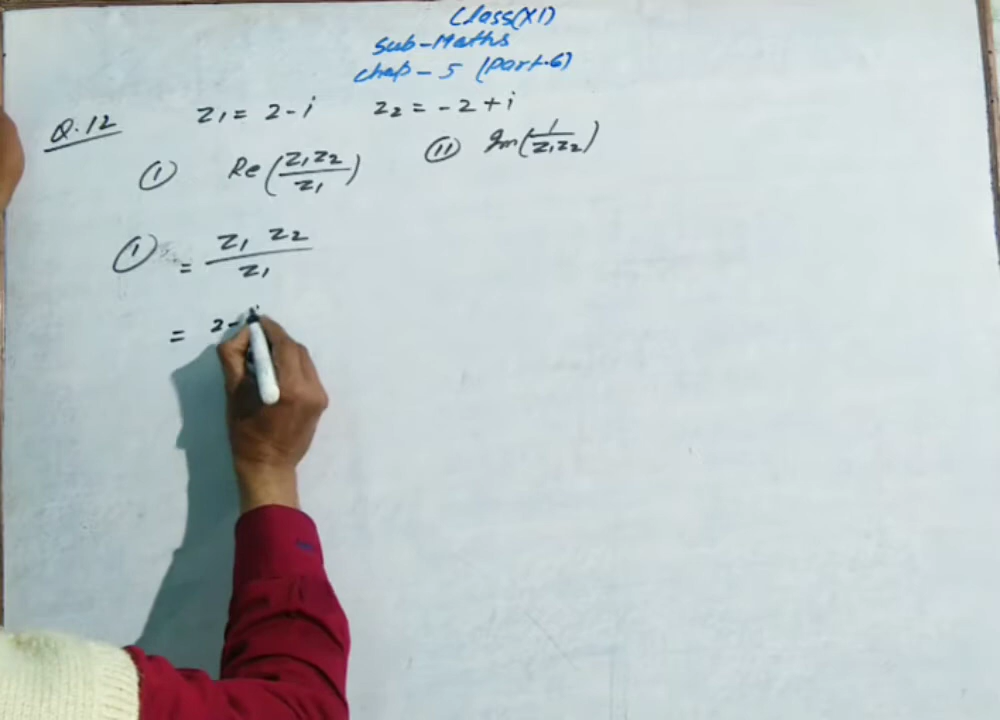 Class(XI)
Sub-Maths
Chap-5 (Part-6)
Q.12 z₁ = 2-i z₂ = -2+i
(I) Re(z₁z₂/z₁) (II) Im(1/z₁z₂)
(I) = z₁ z₂/z₁
= 2-i